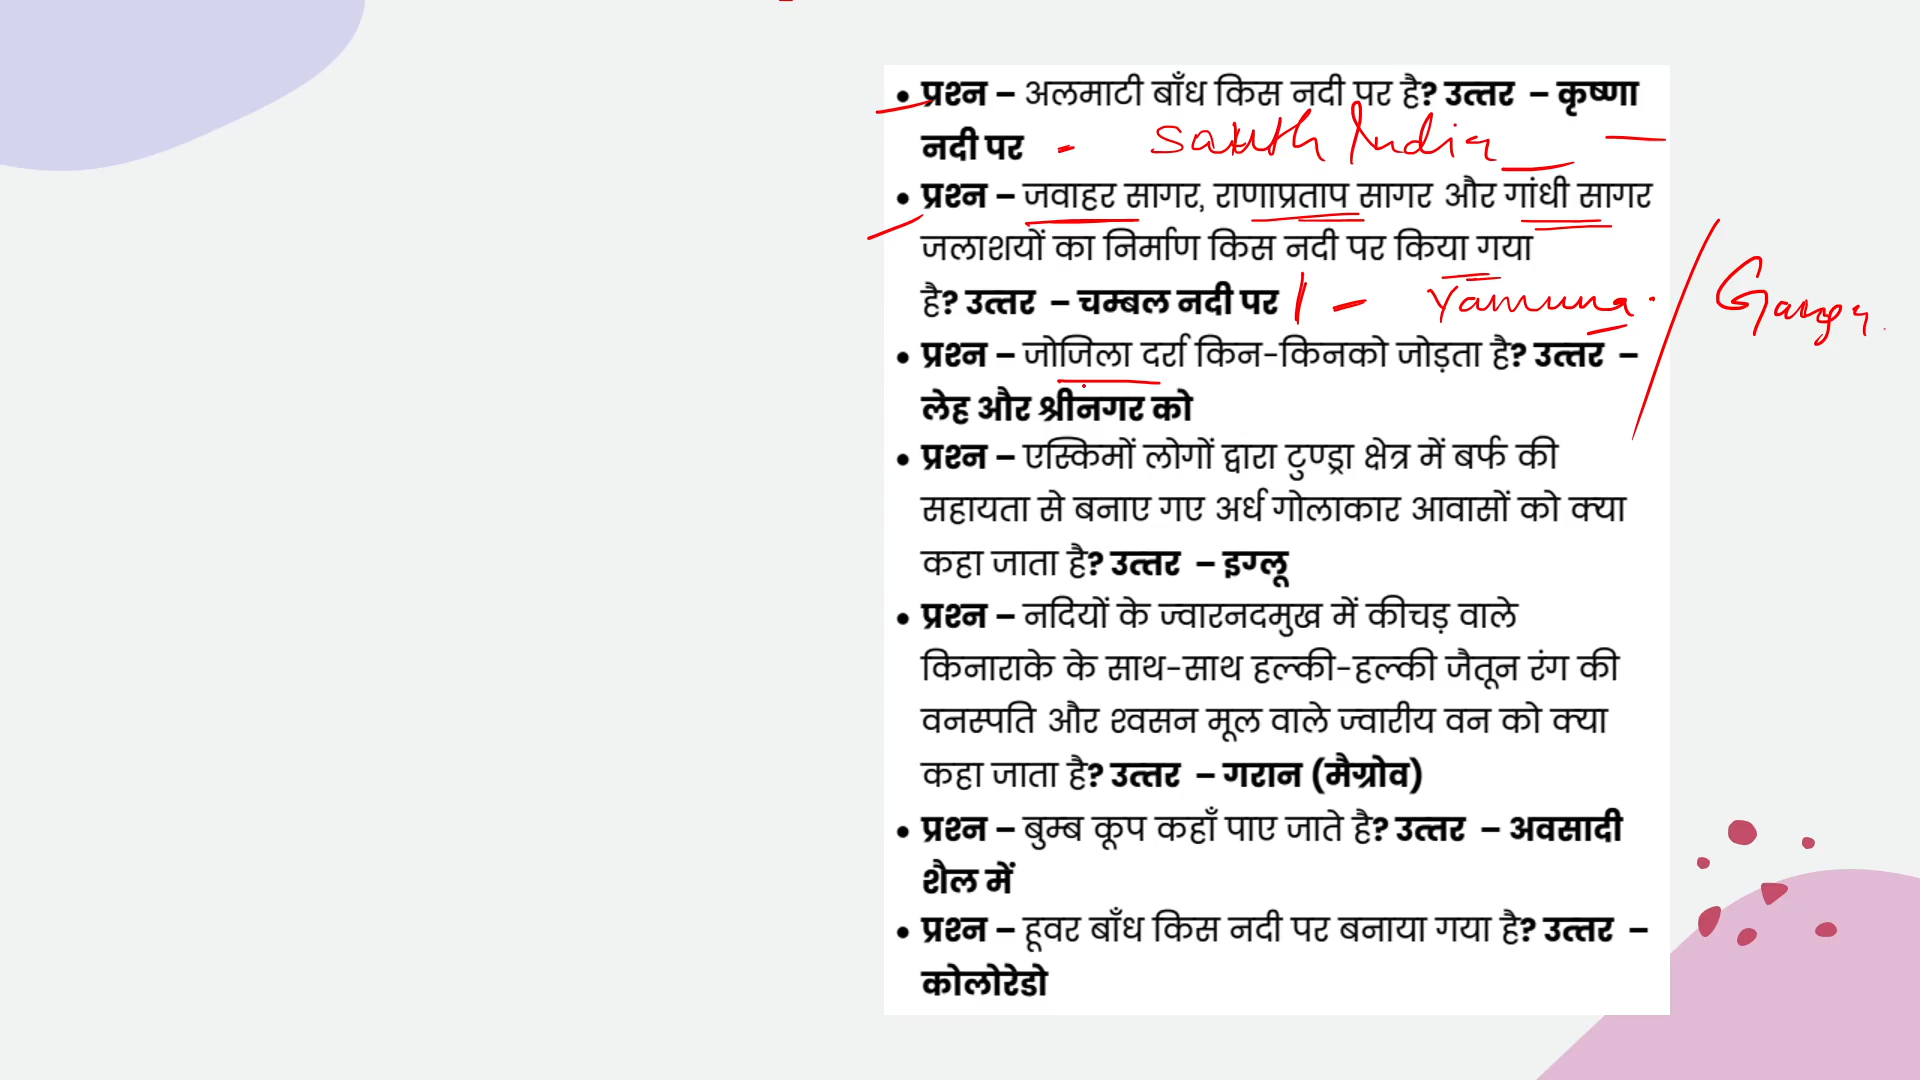 • प्रश्न – अलमाटी बाँध किस नदी पर है? उत्तर – कृष्णा
नदी पर - South India
• प्रश्न – जवाहर सागर, राणाप्रताप सागर और गांधी सागर
जलाशयों का निर्माण किस नदी पर किया गया
है? उत्तर – चम्बल नदी पर | - Yamuna. / Ganga.
• प्रश्न – जोजिला दर्रा किन-किनको जोड़ता है? उत्तर –
लेह और श्रीनगर को
• प्रश्न – एस्किमों लोगों द्वारा टुण्ड्रा क्षेत्र में बर्फ की
सहायता से बनाए गए अर्ध गोलाकार आवासों को क्या
कहा जाता है? उत्तर – इग्लू
• प्रश्न – नदियों के ज्वारनदमुख में कीचड़ वाले
किनाराके के साथ-साथ हल्की-हल्की जैतून रंग की
वनस्पति और श्वसन मूल वाले ज्वारीय वन को क्या
कहा जाता है? उत्तर – गरान (मैग्रोव)
• प्रश्न – बुम्ब कूप कहाँ पाए जाते है? उत्तर – अवसादी
शैल में
• प्रश्न – हूवर बाँध किस नदी पर बनाया गया है? उत्तर –
कोलोरेडो